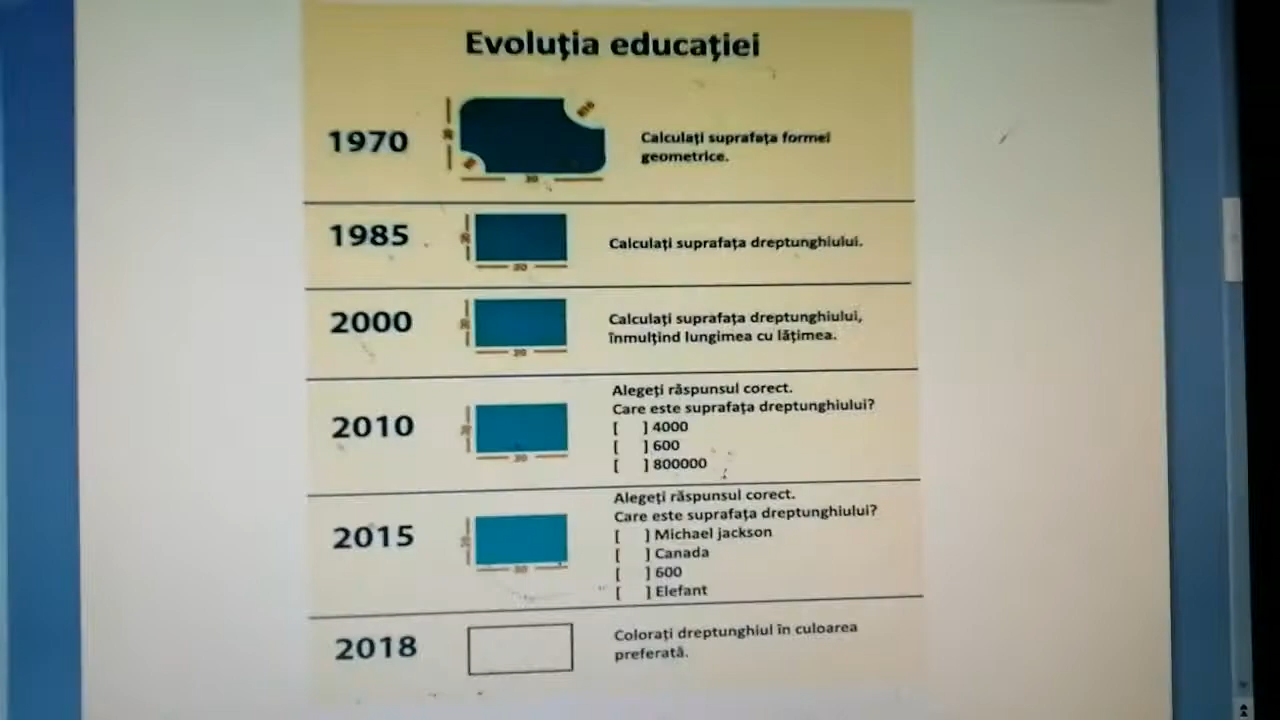 Evoluția educației
1970
Calculați suprafața formei
geometrice.
1985
Calculați suprafața dreptunghiului.
2000
Calculați suprafața dreptunghiului,
înmulțind lungimea cu lățimea.
2010
Alegeți răspunsul corect.
Care este suprafața dreptunghiului?
[ ] 4000
[ ] 600
[ ] 800000
2015
Alegeți răspunsul corect.
Care este suprafața dreptunghiului?
[ ] Michael jackson
[ ] Canada
[ ] 600
[ ] Elefant
2018
Colorați dreptunghiul în culoarea
preferată.